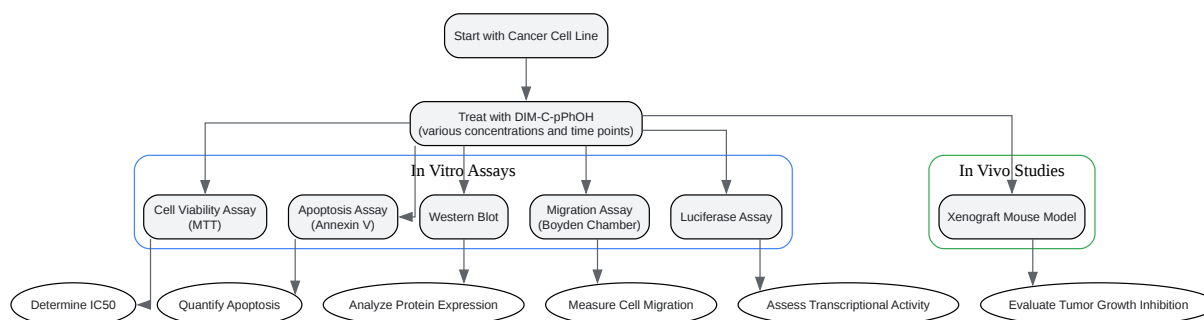 Start with Cancer Cell Line
Treat with DIM-C-pPhOH
(various concentrations and time points)
In Vitro Assays
In Vivo Studies
Cell Viability Assay
(MTT)
Apoptosis Assay
(Annexin V)
Western Blot
Migration Assay
(Boyden Chamber)
Luciferase Assay
Xenograft Mouse Model
Determine IC50
Quantify Apoptosis
Analyze Protein Expression
Measure Cell Migration
Assess Transcriptional Activity
Evaluate Tumor Growth Inhibition